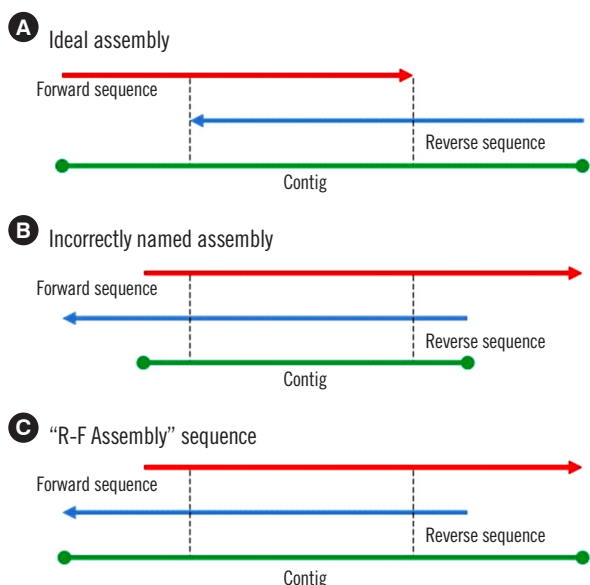 A Ideal assembly
Forward sequence
Reverse sequence
Contig
B Incorrectly named assembly
Forward sequence
Reverse sequence
Contig
C “R-F Assembly” sequence
Forward sequence
Reverse sequence
Contig